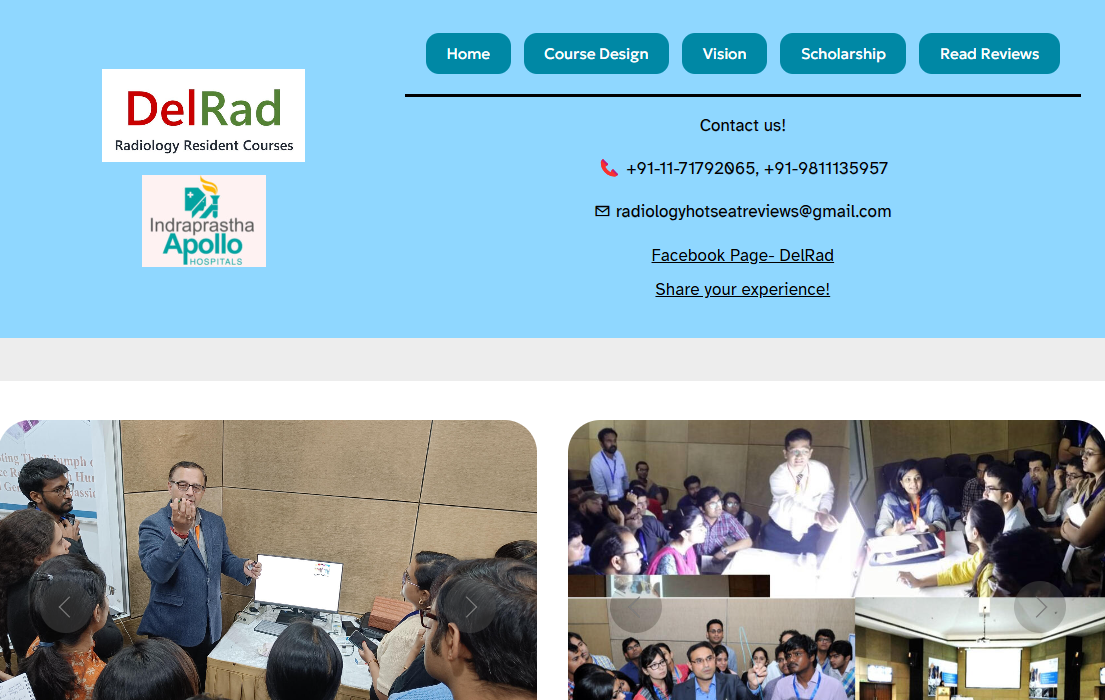 Home
Course Design
Vision
Scholarship
Read Reviews
DelRad
Radiology Resident Courses
Indraprastha
Apollo
HOSPITALS
Contact us!
+91-11-71792065, +91-9811135957
radiologyhotseatreviews@gmail.com
Facebook Page- DelRad
Share your experience!